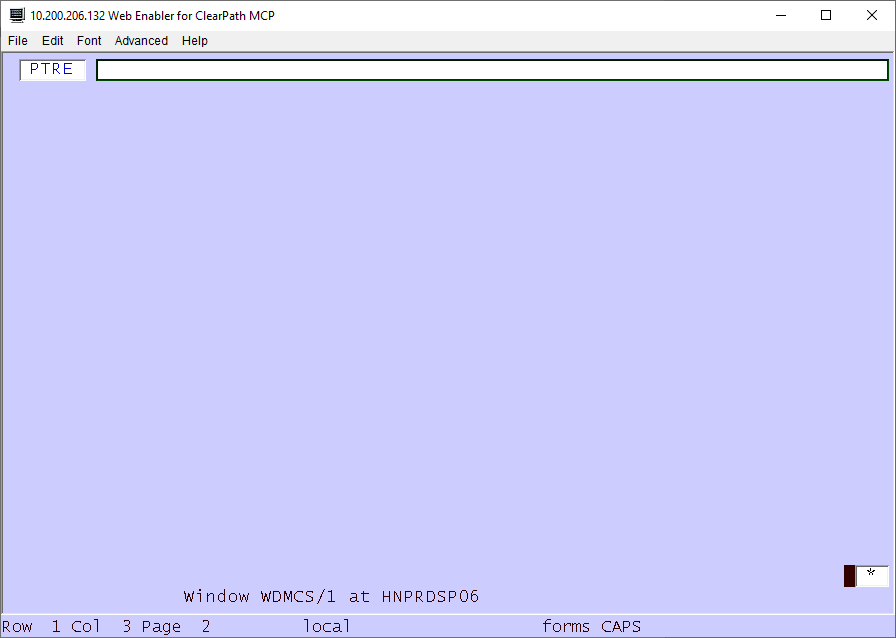 10.200.206.132 Web Enabler for ClearPath MCP
File Edit Font Advanced Help
PTRE
*
Window WDMCS/1 at HNPRDSP06
Row 1 Col 3 Page 2 local forms CAPS